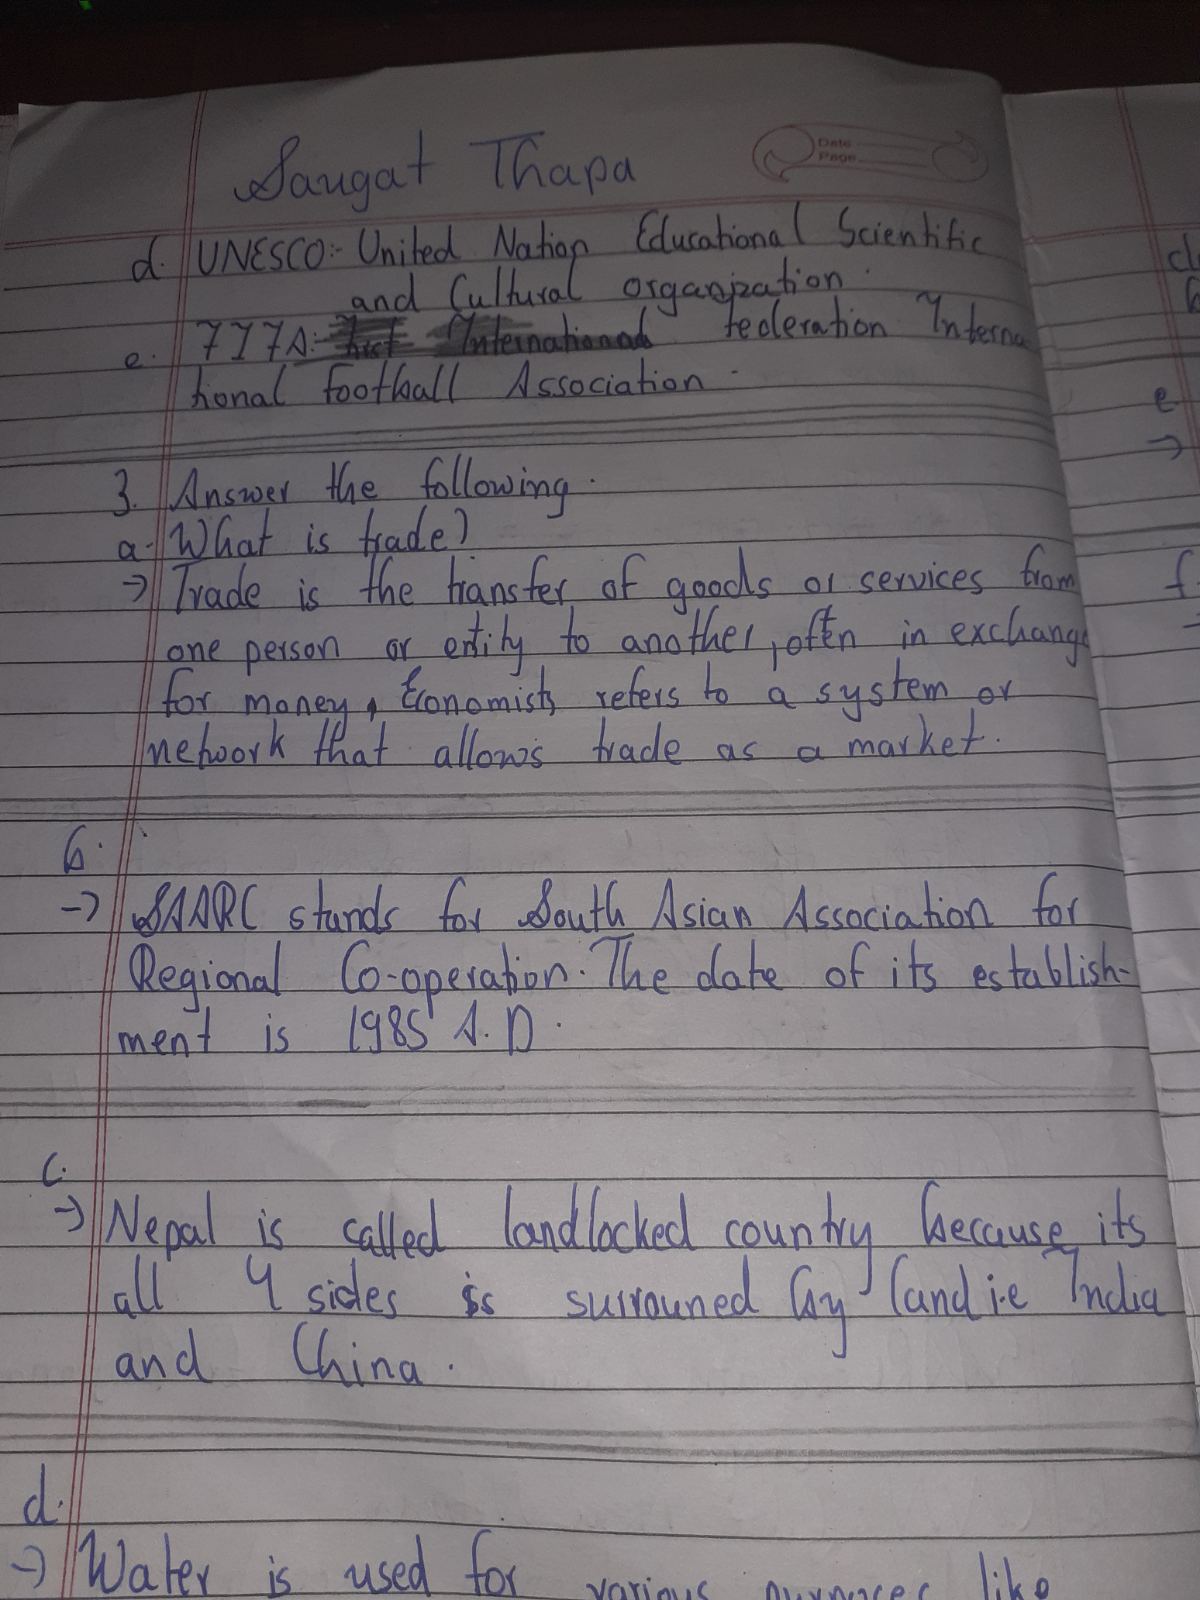 Saugat Thapa
Date
Page
d. UNESCO:- United Nation Educational Scientific
and Cultural organization.
e. FIFA:- International federation Interna
tional football Association.
3. Answer the following.
a. What is trade?
→ Trade is the transfer of goods or services from
one person or entity to another, often in exchange
for money, Economists refers to a system or
network that allows trade as a market.
b.
→ SAARC stands for South Asian Association for
Regional Co-operation. The date of its establish-
ment is 1985 A.D.
c.
→ Nepal is called landlocked country because its
all 4 sides is surrouned by land i.e India
and China.
d.
→ Water is used for various purposes like
cl
e
→
f